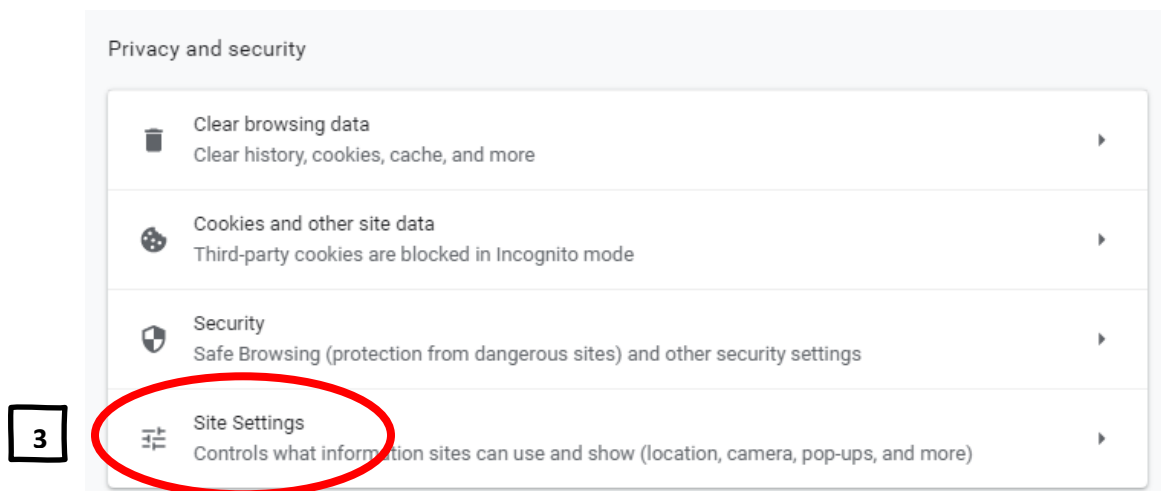 Privacy and security
Clear browsing data
Clear history, cookies, cache, and more
Cookies and other site data
Third-party cookies are blocked in Incognito mode
Security
Safe Browsing (protection from dangerous sites) and other security settings
3
Site Settings
Controls what information sites can use and show (location, camera, pop-ups, and more)